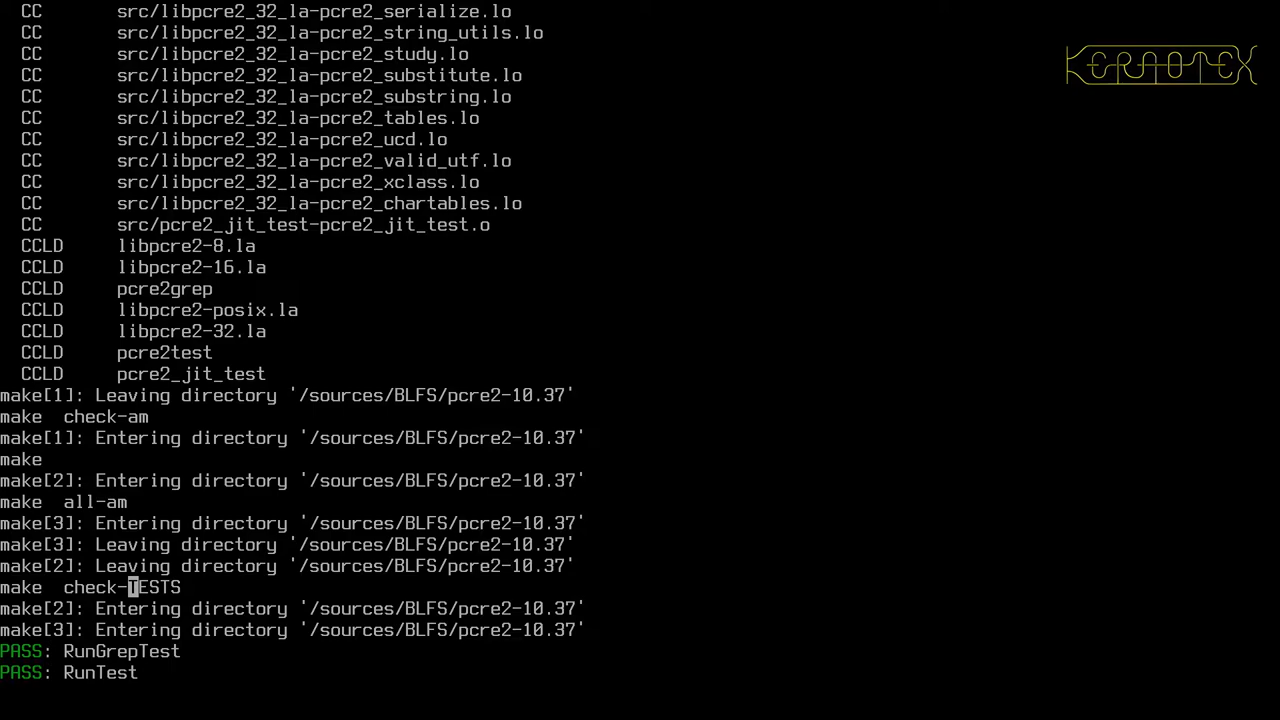 CC       src/libpcre2_32_la-pcre2_serialize.lo
CC       src/libpcre2_32_la-pcre2_string_utils.lo
CC       src/libpcre2_32_la-pcre2_study.lo
CC       src/libpcre2_32_la-pcre2_substitute.lo
CC       src/libpcre2_32_la-pcre2_substring.lo
CC       src/libpcre2_32_la-pcre2_tables.lo
CC       src/libpcre2_32_la-pcre2_ucd.lo
CC       src/libpcre2_32_la-pcre2_valid_utf.lo
CC       src/libpcre2_32_la-pcre2_xclass.lo
CC       src/libpcre2_32_la-pcre2_chartables.lo
CC       src/pcre2_jit_test-pcre2_jit_test.o
CCLD     libpcre2-8.la
CCLD     libpcre2-16.la
CCLD     pcre2grep
CCLD     libpcre2-posix.la
CCLD     libpcre2-32.la
CCLD     pcre2test
CCLD     pcre2_jit_test
make[1]: Leaving directory '/sources/BLFS/pcre2-10.37'
make  check-am
make[1]: Entering directory '/sources/BLFS/pcre2-10.37'
make
make[2]: Entering directory '/sources/BLFS/pcre2-10.37'
make  all-am
make[3]: Entering directory '/sources/BLFS/pcre2-10.37'
make[3]: Leaving directory '/sources/BLFS/pcre2-10.37'
make[2]: Leaving directory '/sources/BLFS/pcre2-10.37'
make  check-TESTS
make[2]: Entering directory '/sources/BLFS/pcre2-10.37'
make[3]: Entering directory '/sources/BLFS/pcre2-10.37'
PASS: RunGrepTest
PASS: RunTest
KERAOTEX